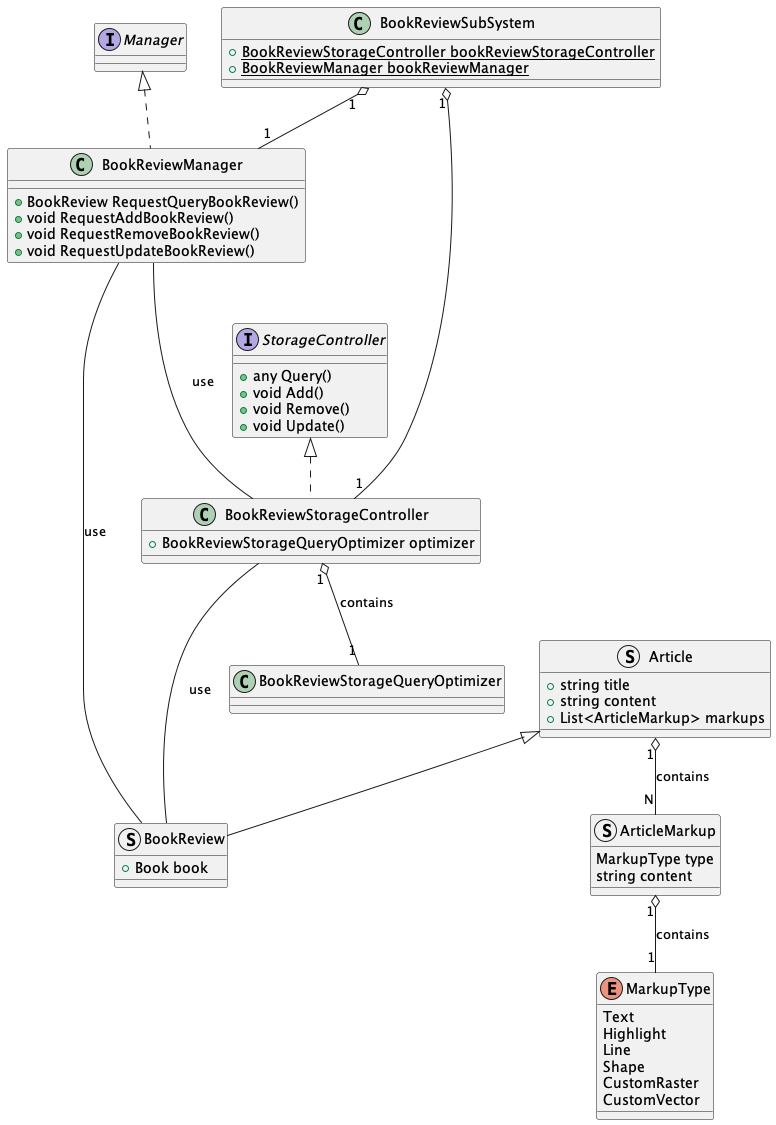 I Manager
C BookReviewSubSystem
BookReviewStorageController bookReviewStorageController
BookReviewManager bookReviewManager
1
1
1
C BookReviewManager
BookReview RequestQueryBookReview()
void RequestAddBookReview()
void RequestRemoveBookReview()
void RequestUpdateBookReview()
I StorageController
any Query()
void Add()
void Remove()
void Update()
use
1
C BookReviewStorageController
BookReviewStorageQueryOptimizer optimizer
use
1
contains
1
C BookReviewStorageQueryOptimizer
use
S Article
string title
string content
List<ArticleMarkup> markups
1
contains
N
S BookReview
Book book
S ArticleMarkup
MarkupType type
string content
1
contains
1
E MarkupType
Text
Highlight
Line
Shape
CustomRaster
CustomVector